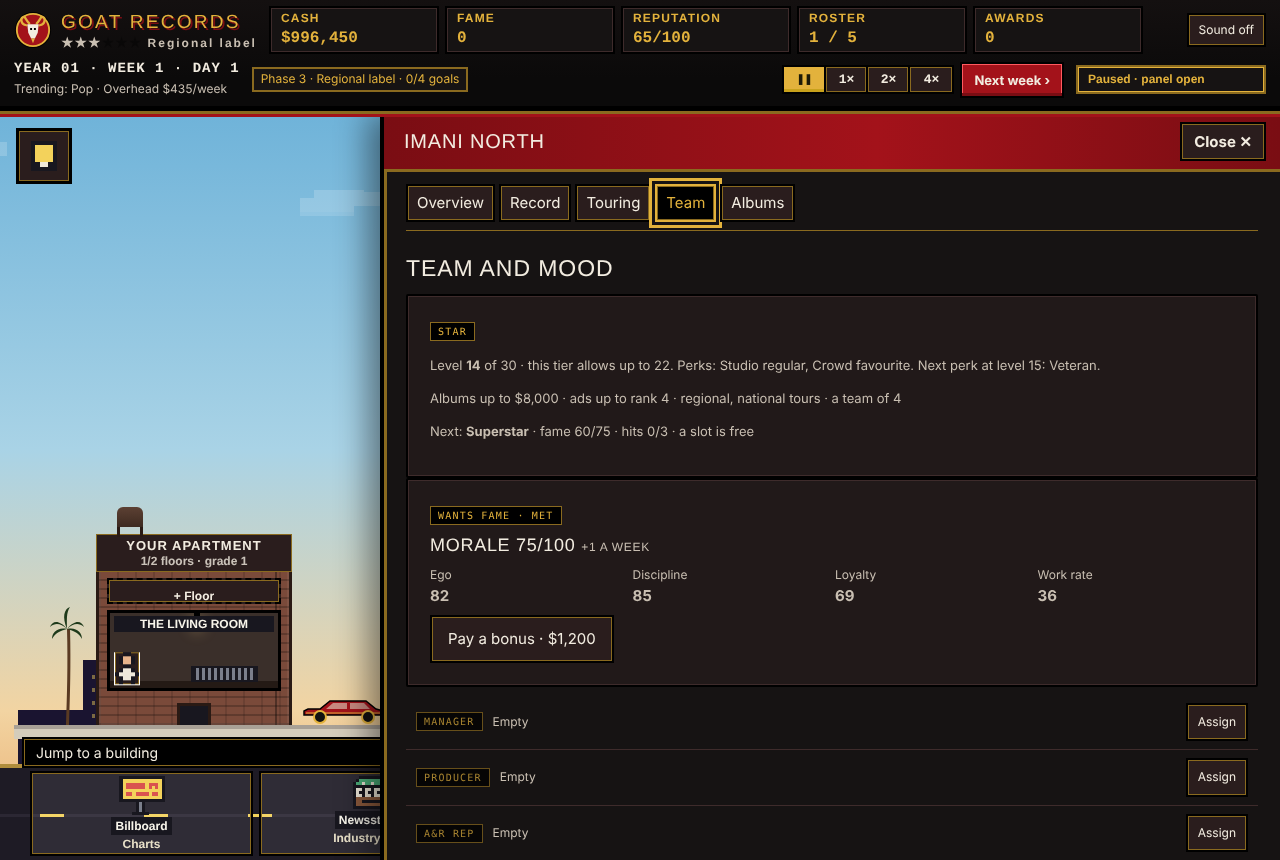 GOAT RECORDS
★★★★★★ Regional label
CASH
$996,450
FAME
0
REPUTATION
65/100
ROSTER
1 / 5
AWARDS
0
Sound off
YEAR 01 · WEEK 1 · DAY 1
Trending: Pop · Overhead $435/week
Phase 3 · Regional label · 0/4 goals
❚❚
1×
2×
4×
Next week ›
Paused · panel open
IMANI NORTH
Close ✕
Overview
Record
Touring
Team
Albums
TEAM AND MOOD
STAR
Level 14 of 30 · this tier allows up to 22. Perks: Studio regular, Crowd favourite. Next perk at level 15: Veteran.
Albums up to $8,000 · ads up to rank 4 · regional, national tours · a team of 4
Next: Superstar · fame 60/75 · hits 0/3 · a slot is free
WANTS FAME · MET
MORALE 75/100 +1 A WEEK
Ego
82
Discipline
85
Loyalty
69
Work rate
36
Pay a bonus · $1,200
MANAGER Empty
Assign
PRODUCER Empty
Assign
A&R REP Empty
Assign
YOUR APARTMENT
1/2 floors · grade 1
+ Floor
THE LIVING ROOM
Jump to a building
Billboard
Charts
Newsst
Industry